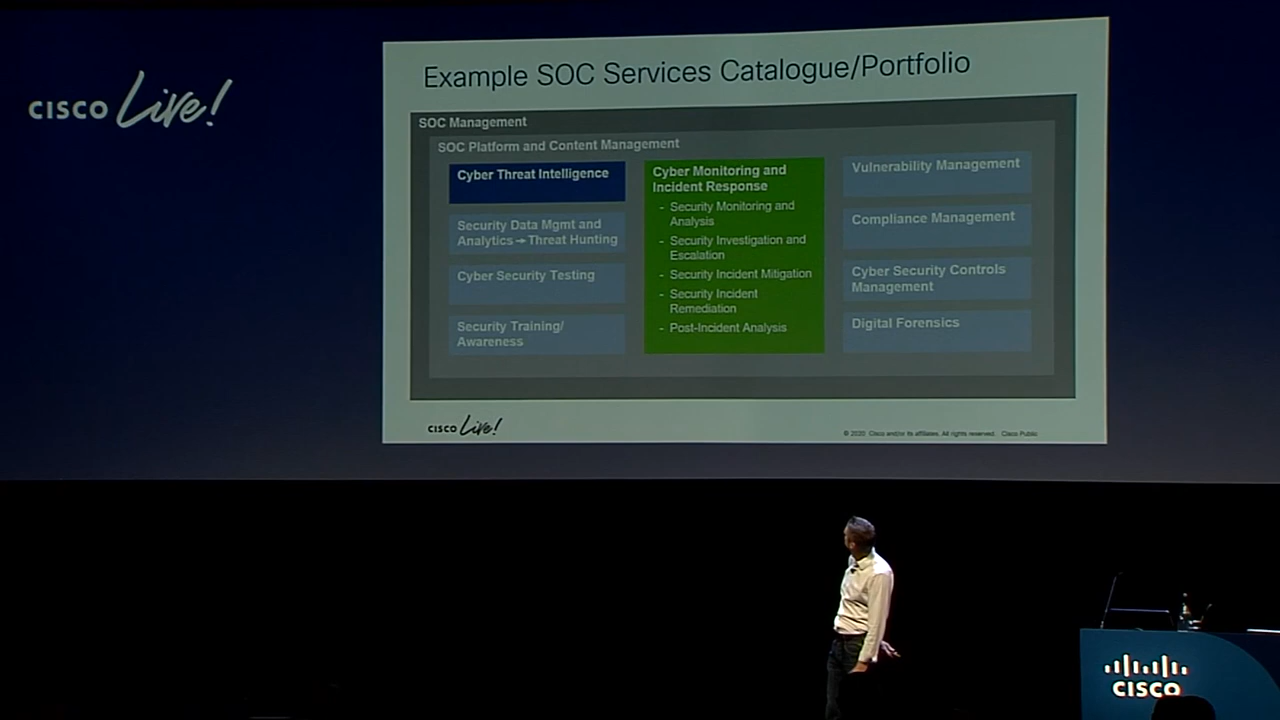 CISCO Live!
Example SOC Services Catalogue/Portfolio
SOC Management
SOC Platform and Content Management
Cyber Threat Intelligence
Security Data Mgmt and
Analytics → Threat Hunting
Cyber Security Testing
Security Training/
Awareness
Cyber Monitoring and
Incident Response
- Security Monitoring and
Analysis
- Security Investigation and
Escalation
- Security Incident Mitigation
- Security Incident
Remediation
- Post-Incident Analysis
Vulnerability Management
Compliance Management
Cyber Security Controls
Management
Digital Forensics
CISCO Live!
© 2020 Cisco and/or its affiliates. All rights reserved. Cisco Public
CISCO